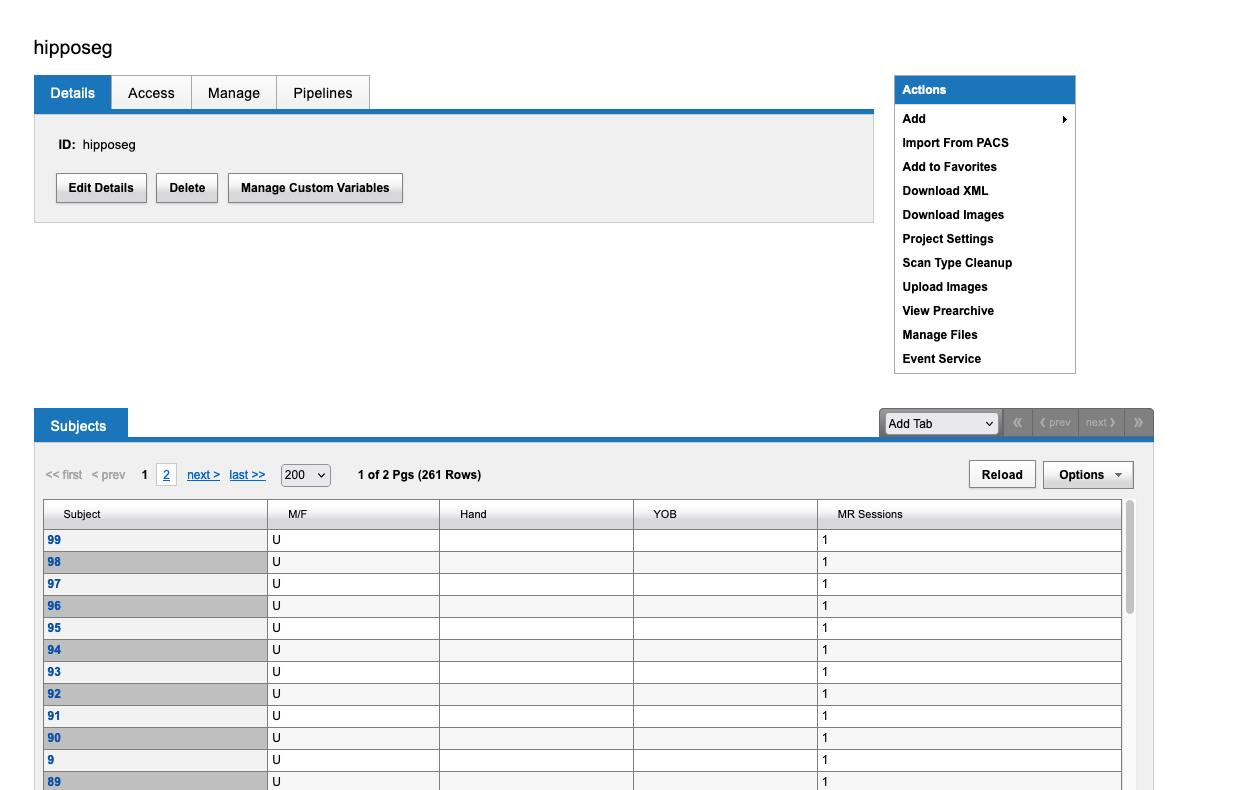 hipposeg
Details Access Manage Pipelines
ID: hipposeg
Edit Details Delete Manage Custom Variables
Actions
Add
Import From PACS
Add to Favorites
Download XML
Download Images
Project Settings
Scan Type Cleanup
Upload Images
View Prearchive
Manage Files
Event Service
Subjects
Add Tab « ‹ prev next › »
<< first < prev 1 2 next > last >> 200 1 of 2 Pgs (261 Rows) Reload Options
Subject M/F Hand YOB MR Sessions
99 U 1
98 U 1
97 U 1
96 U 1
95 U 1
94 U 1
93 U 1
92 U 1
91 U 1
90 U 1
9 U 1
89 U 1